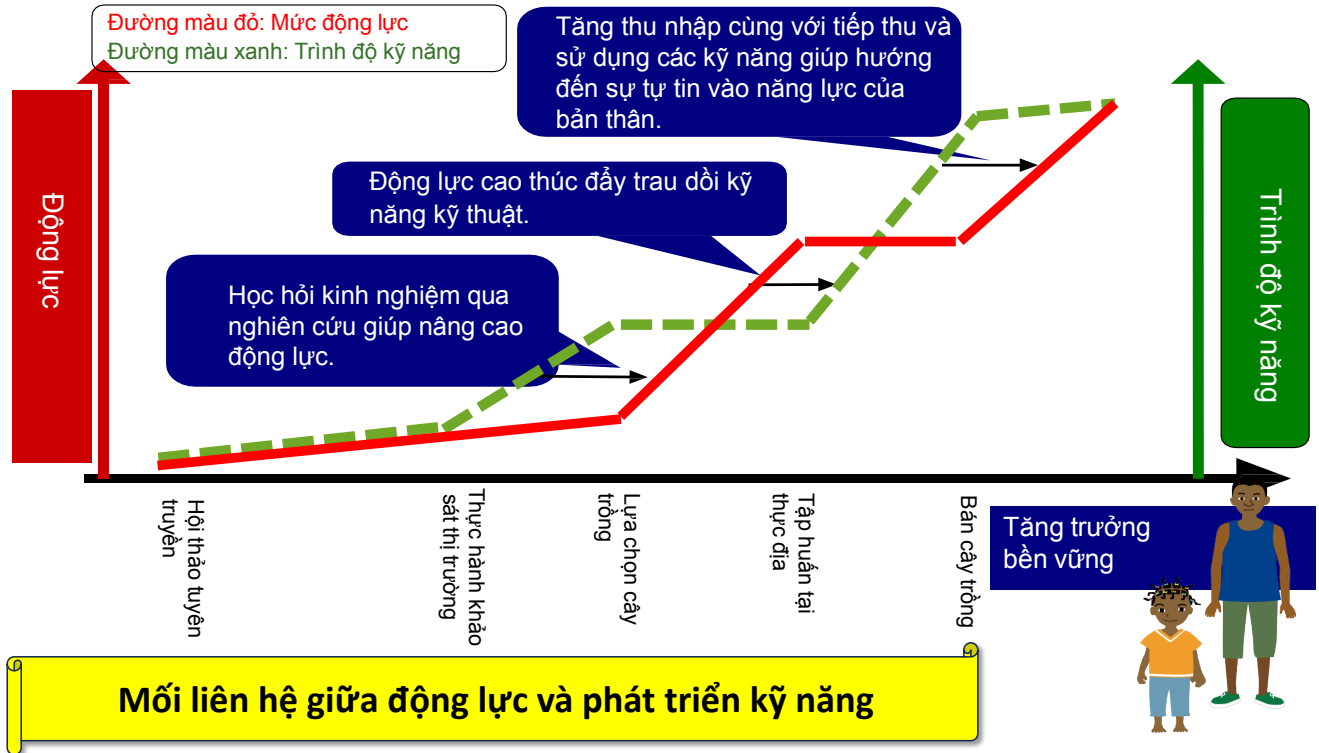 Đường màu đỏ: Mức động lực
Đường màu xanh: Trình độ kỹ năng
Tăng thu nhập cùng với tiếp thu và
sử dụng các kỹ năng giúp hướng
đến sự tự tin vào năng lực của
bản thân.
Động lực cao thúc đẩy trau dồi kỹ
năng kỹ thuật.
Học hỏi kinh nghiệm qua
nghiên cứu giúp nâng cao
động lực.
Động lực
Trình độ kỹ năng
Hội thảo tuyên
truyền
Thực hành khảo
sát thị trường
Lựa chọn cây
trồng
Tập huấn tại
thực địa
Bán cây trồng
Tăng trưởng
bền vững
Mối liên hệ giữa động lực và phát triển kỹ năng